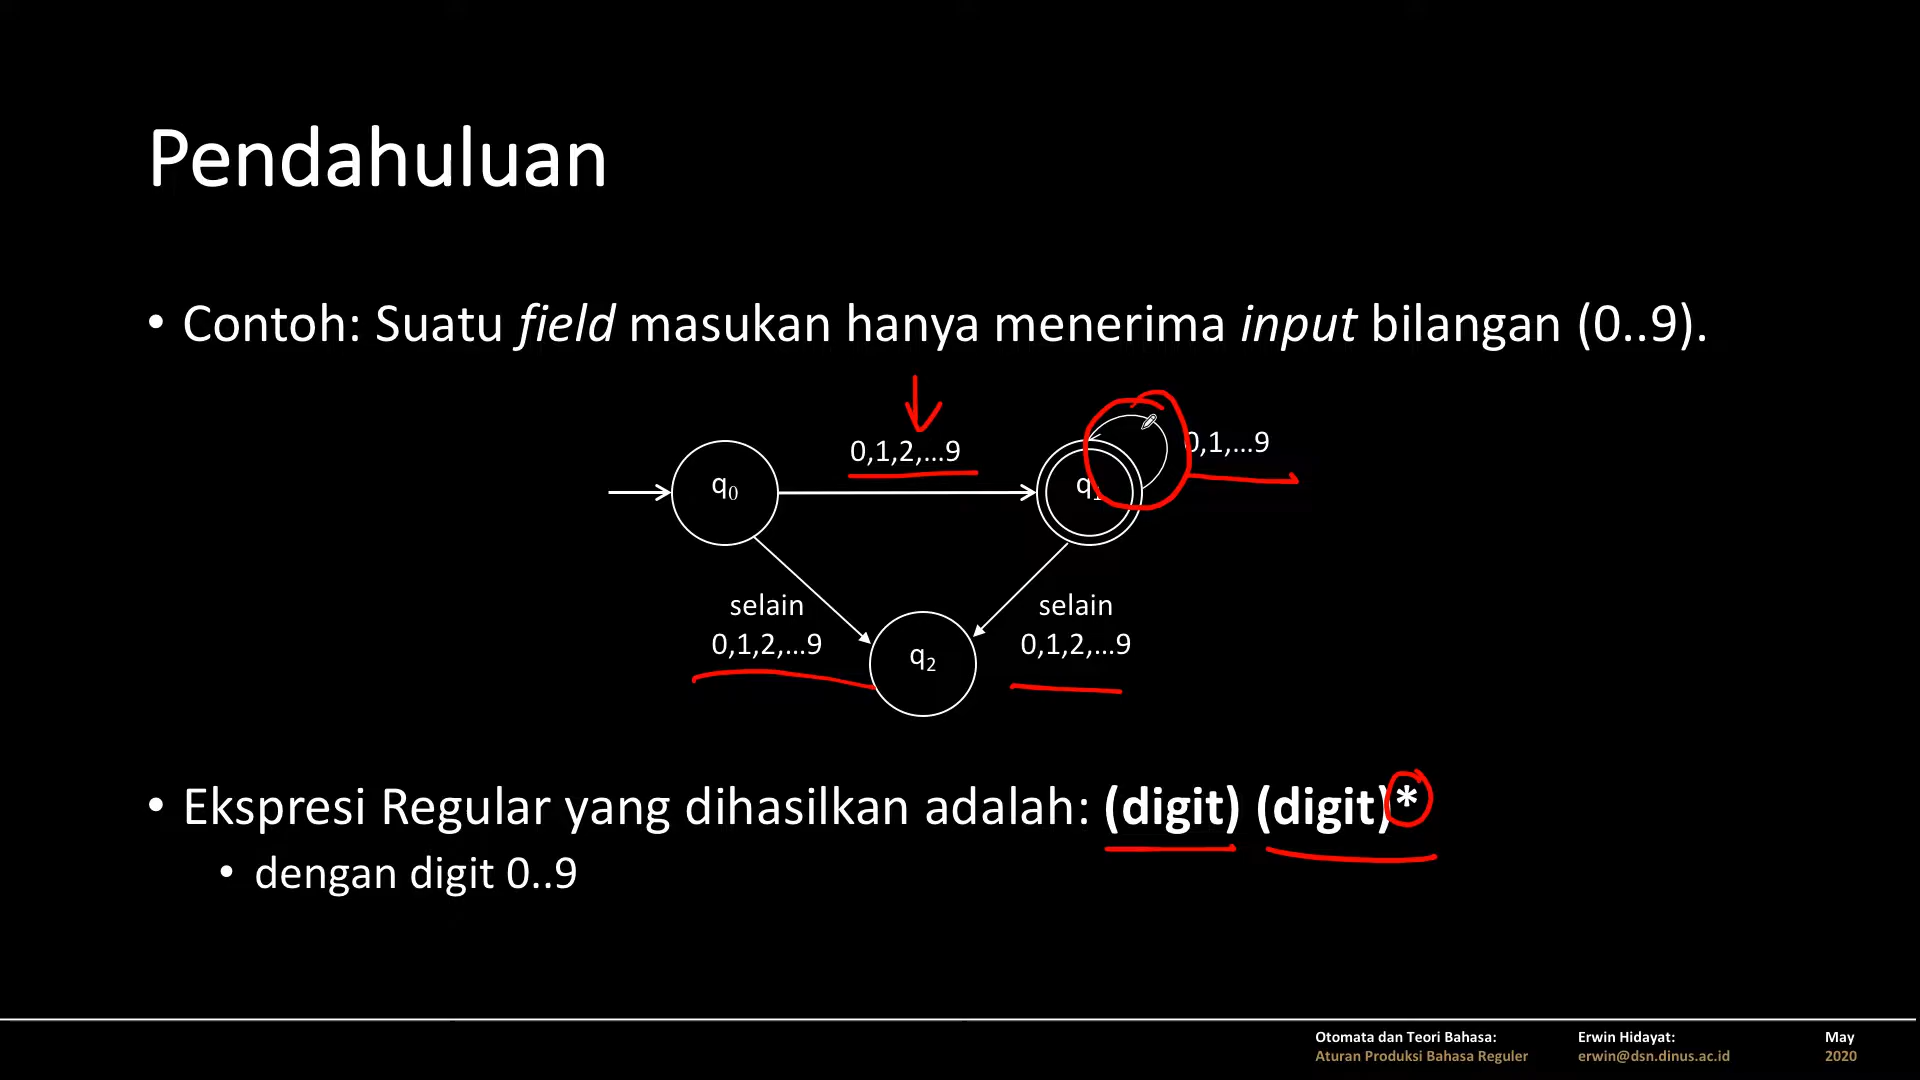 Pendahuluan
• Contoh: Suatu field masukan hanya menerima input bilangan (0..9).
0,1,2,...9
0,1,...9
q0
q1
selain
0,1,2,...9
selain
0,1,2,...9
q2
• Ekspresi Regular yang dihasilkan adalah: (digit) (digit)*
• dengan digit 0..9
Otomata dan Teori Bahasa: Erwin Hidayat: May
Aturan Produksi Bahasa Reguler erwin@dsn.dinus.ac.id 2020